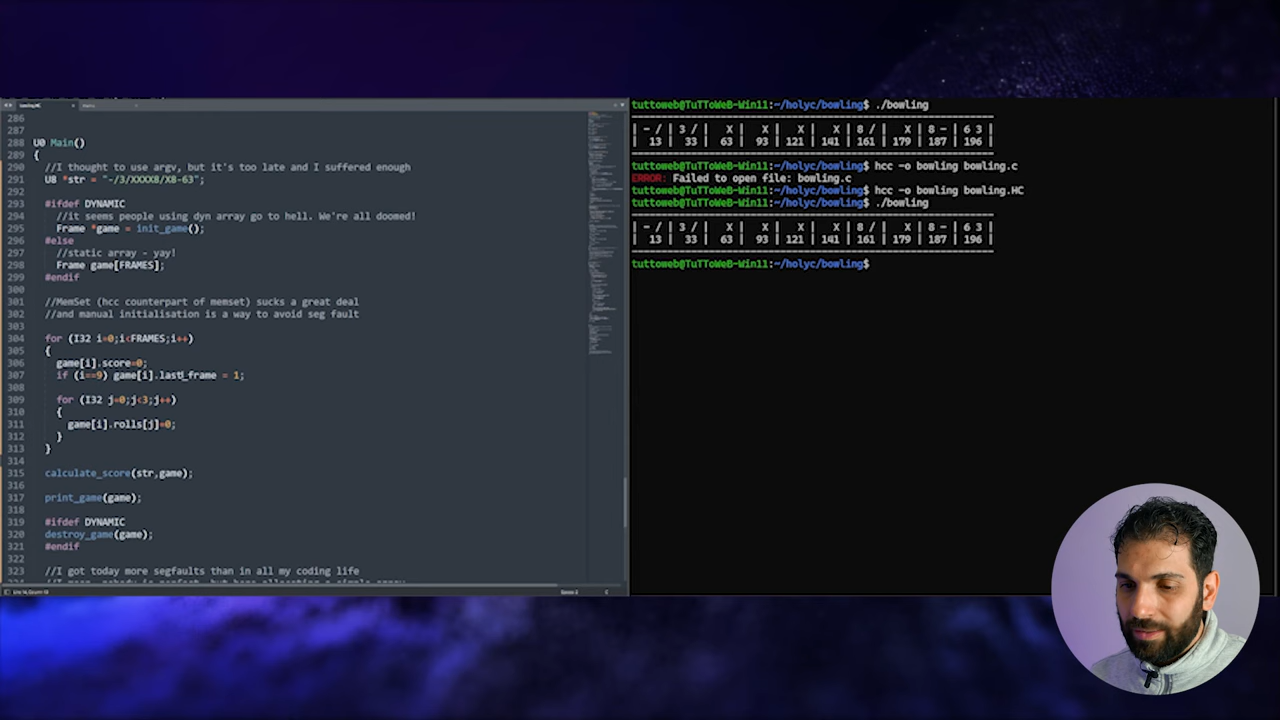 bowling.HC
286
287
288 U0 Main()
289 {
290 //I thought to use argv, but it's too late and I suffered enough
291 U8 *str = "-/3/XXXX8/X8-63";
292
293 #ifdef DYNAMIC
294 //it seems people using dyn array go to hell. We're all doomed!
295 Frame *game = init_game();
296 #else
297 //static array - yay!
298 Frame game[FRAMES];
299 #endif
300
301 //MemSet (hcc counterpart of memset) sucks a great deal
302 //and manual initialisation is a way to avoid seg fault
303
304 for (I32 i=0;i<FRAMES;i++)
305 {
306 game[i].score=0;
307 if (i==9) game[i].last_frame = 1;
308
309 for (I32 j=0;j<3;j++)
310 {
311 game[i].rolls[j]=0;
312 }
313 }
314
315 calculate_score(str,game);
316
317 print_game(game);
318
319 #ifdef DYNAMIC
320 destroy_game(game);
321 #endif
322
323 //I got today more segfaults than in all my coding life
tuttoweb@TuTToWeB-Win11:~/holyc/bowling$ ./bowling
| - / | 3 / | X | X | X | X | 8 / | X | 8 - | 6 3 |
| 13 | 33 | 63 | 93 | 121 | 141 | 161 | 179 | 187 | 196 |
tuttoweb@TuTToWeB-Win11:~/holyc/bowling$ hcc -o bowling bowling.c
ERROR: Failed to open file: bowling.c
tuttoweb@TuTToWeB-Win11:~/holyc/bowling$ hcc -o bowling bowling.HC
tuttoweb@TuTToWeB-Win11:~/holyc/bowling$ ./bowling
| - / | 3 / | X | X | X | X | 8 / | X | 8 - | 6 3 |
| 13 | 33 | 63 | 93 | 121 | 141 | 161 | 179 | 187 | 196 |
tuttoweb@TuTToWeB-Win11:~/holyc/bowling$